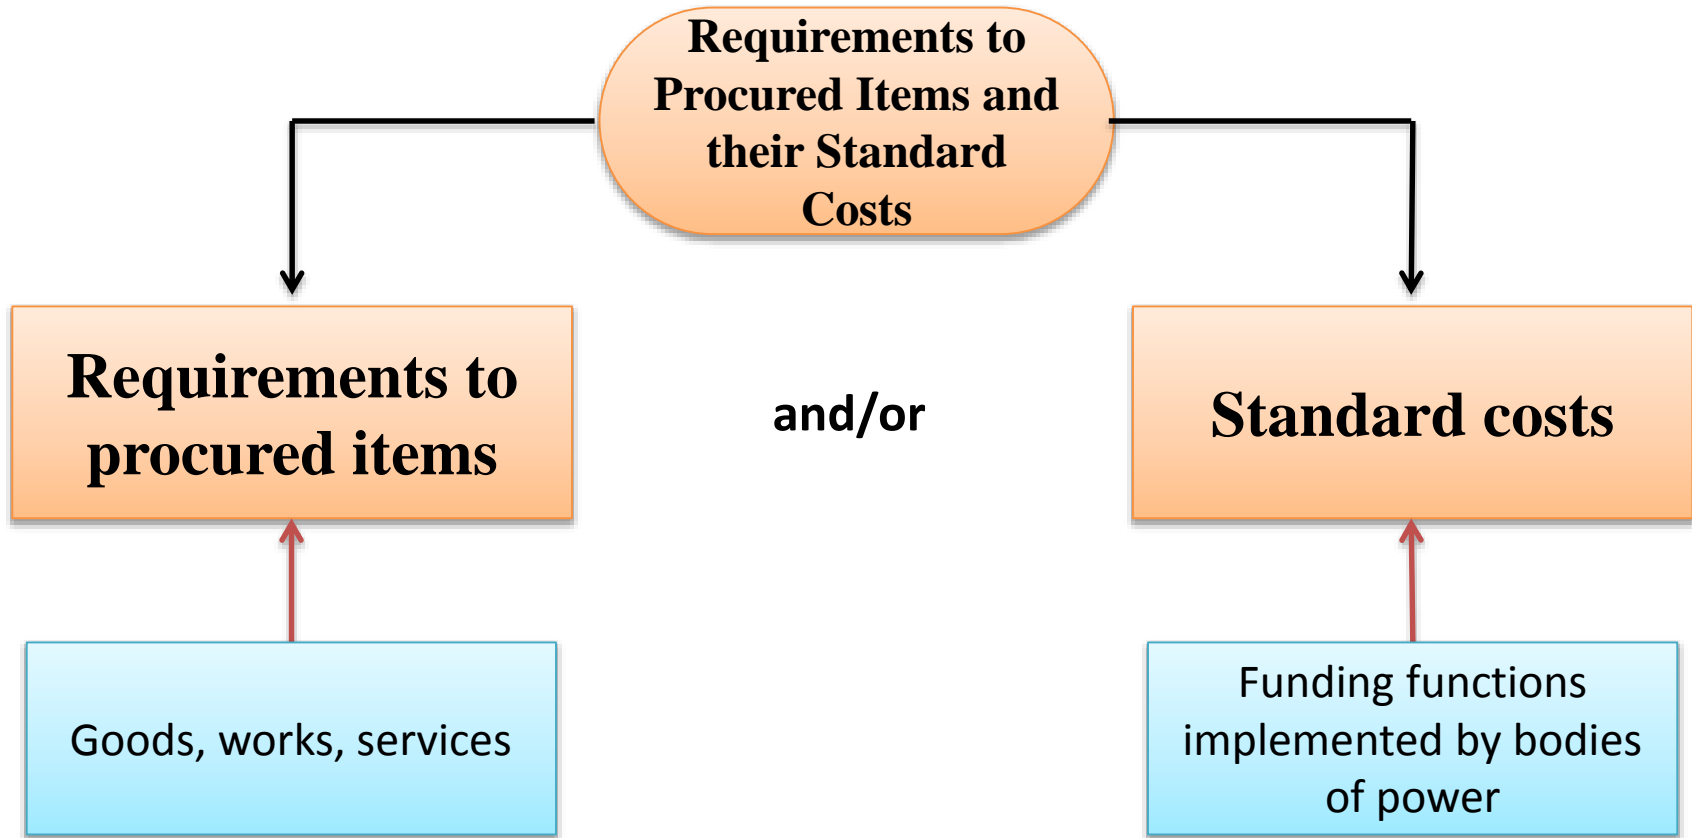 Requirements to
Procured Items and
their Standard
Costs
Requirements to
procured items
and/or
Standard costs
Goods, works, services
Funding functions
implemented by bodies
of power